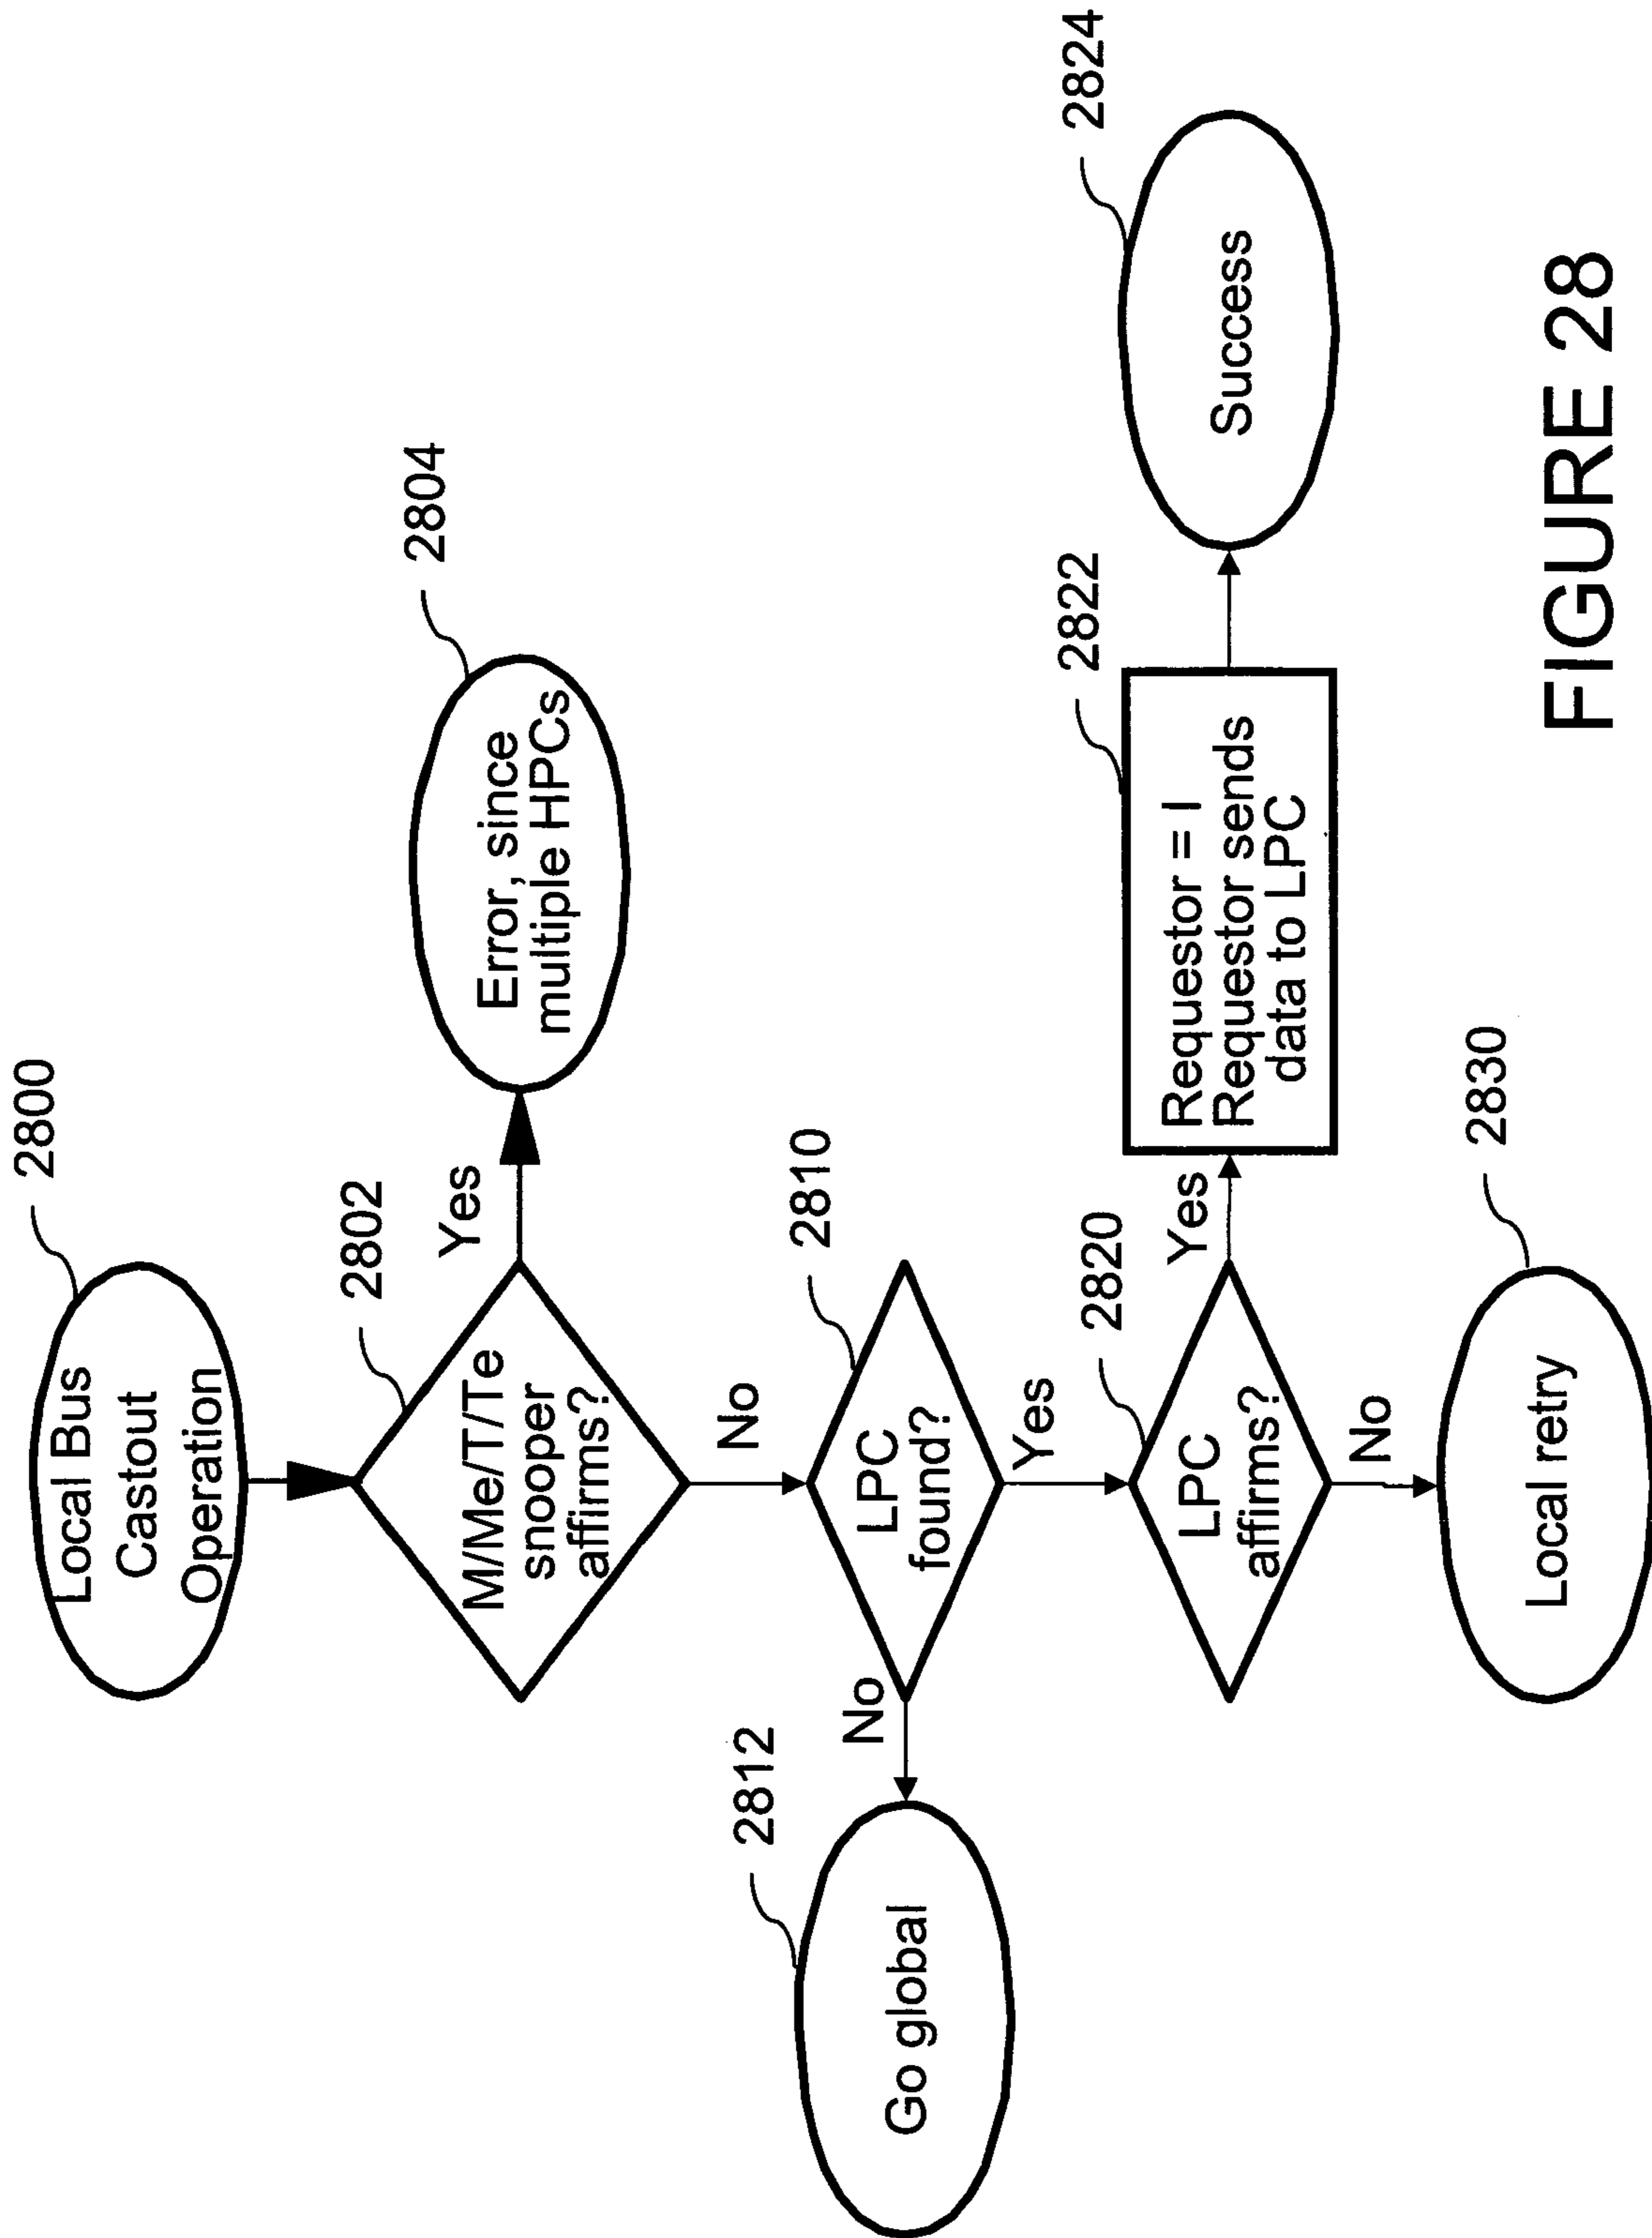 2800
Local Bus
Castout
Operation
2802
M/Me/T/Te
snooper
affirms?
Yes
2804
Error, since
multiple HPCs
No
2810
LPC
found?
No
2812
Go global
Yes
2820
LPC
affirms?
Yes
2822
Requestor = I
Requestor sends
data to LPC
2824
Success
No
2830
Local retry
FIGURE 28